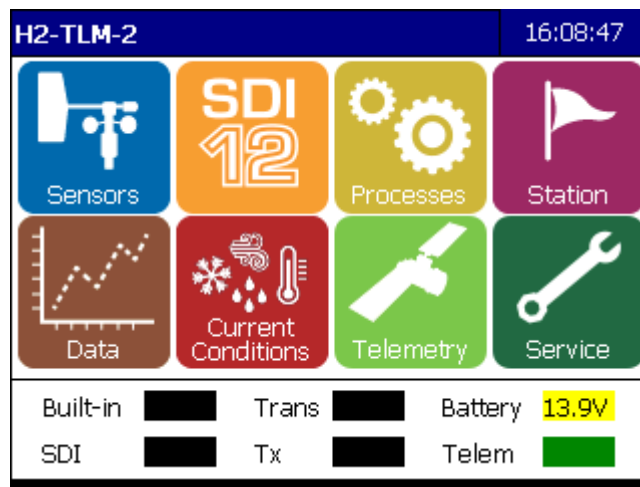 H2-TLM-2 16:08:47
Sensors
SDI
12
Processes
Station
Data
Current
Conditions
Telemetry
Service
Built-in Trans Battery 13.9V
SDI Tx Telem